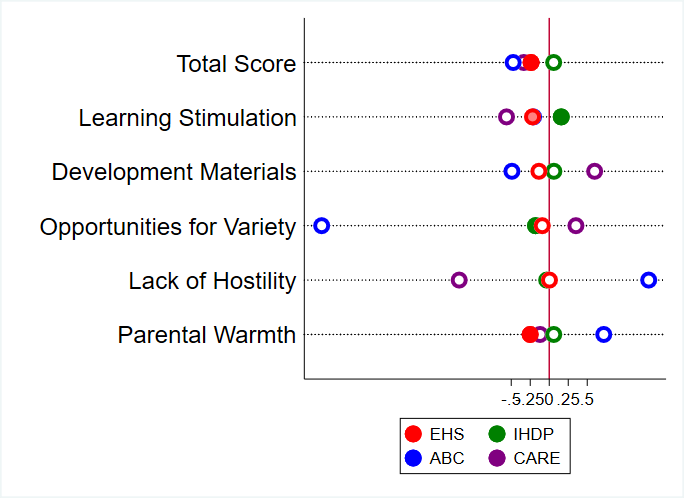 Total Score
Learning Stimulation
Development Materials
Opportunities for Variety
Lack of Hostility
Parental Warmth
-.5-.250 .25.5
EHS IHDP
ABC CARE